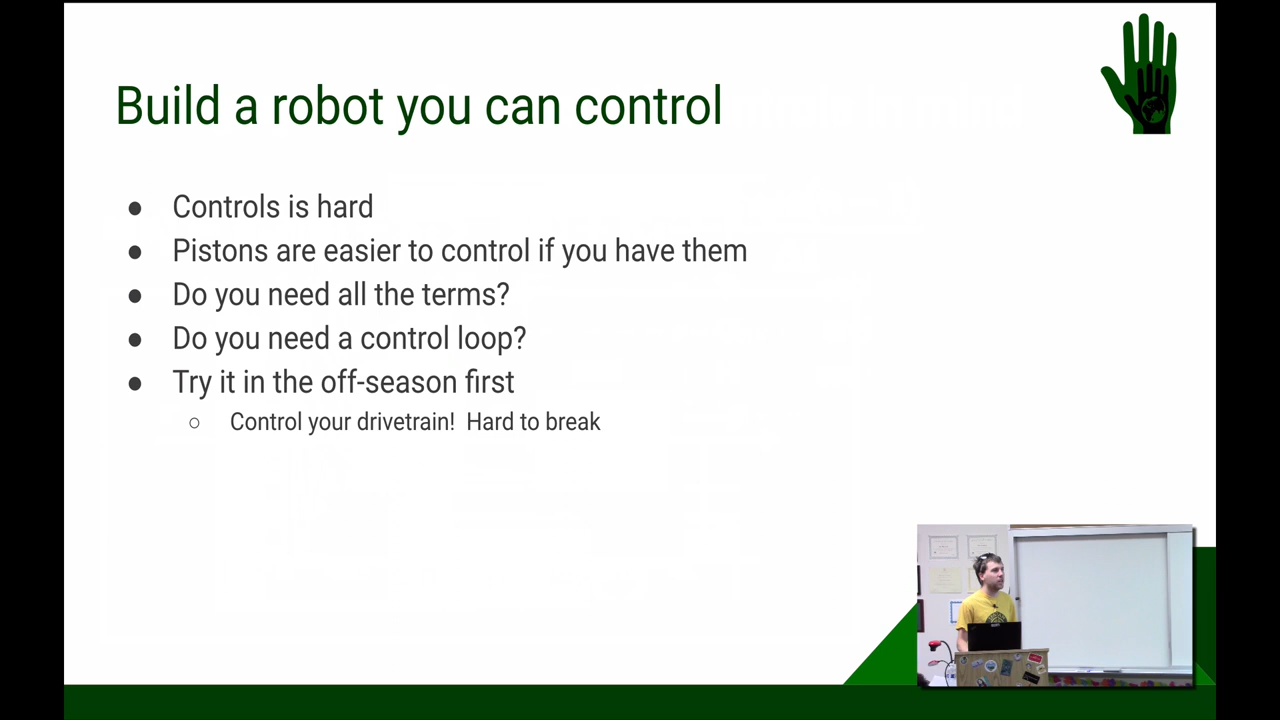 Build a robot you can control
● Controls is hard
● Pistons are easier to control if you have them
● Do you need all the terms?
● Do you need a control loop?
● Try it in the off-season first
○ Control your drivetrain!  Hard to break